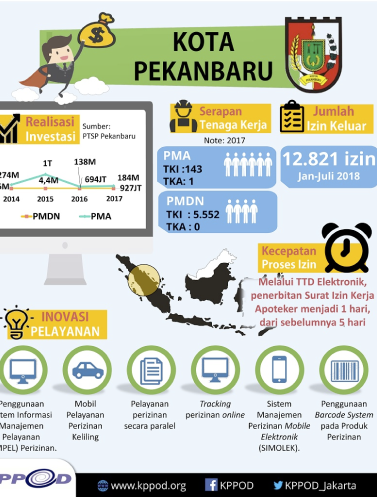 KOTA
PEKANBARU
Realisasi
Investasi
Sumber:
PTSP Pekanbaru
274M
1T
4,4M
138M
694JT
184M
927JT
2014 2015 2016 2017
PMDN PMA
Serapan
Tenaga Kerja
Note: 2017
PMA
TKI :143
TKA: 1
PMDN
TKI : 5.552
TKA : 0
Jumlah
Izin Keluar
12.821 izin
Jan-Juli 2018
Kecepatan
Proses Izin
Melalui TTD Elektronik,
penerbitan Surat Izin Kerja
Apoteker menjadi 1 hari,
dari sebelumnya 5 hari
INOVASI
PELAYANAN
Penggunaan
tem Informasi
Manajemen
Pelayanan
MPEL) Perizinan.
Mobil
Pelayanan
Perizinan
Keliling
Pelayanan
perizinan
secara paralel
Tracking
perizinan online
Sistem
Manajemen
Perizinan Mobile
Elektronik
(SIMOLEK).
Penggunaan
Barcode System
pada Produk
Perizinan
KPPOD
www.kppod.org
KPPOD
KPPOD_Jakarta